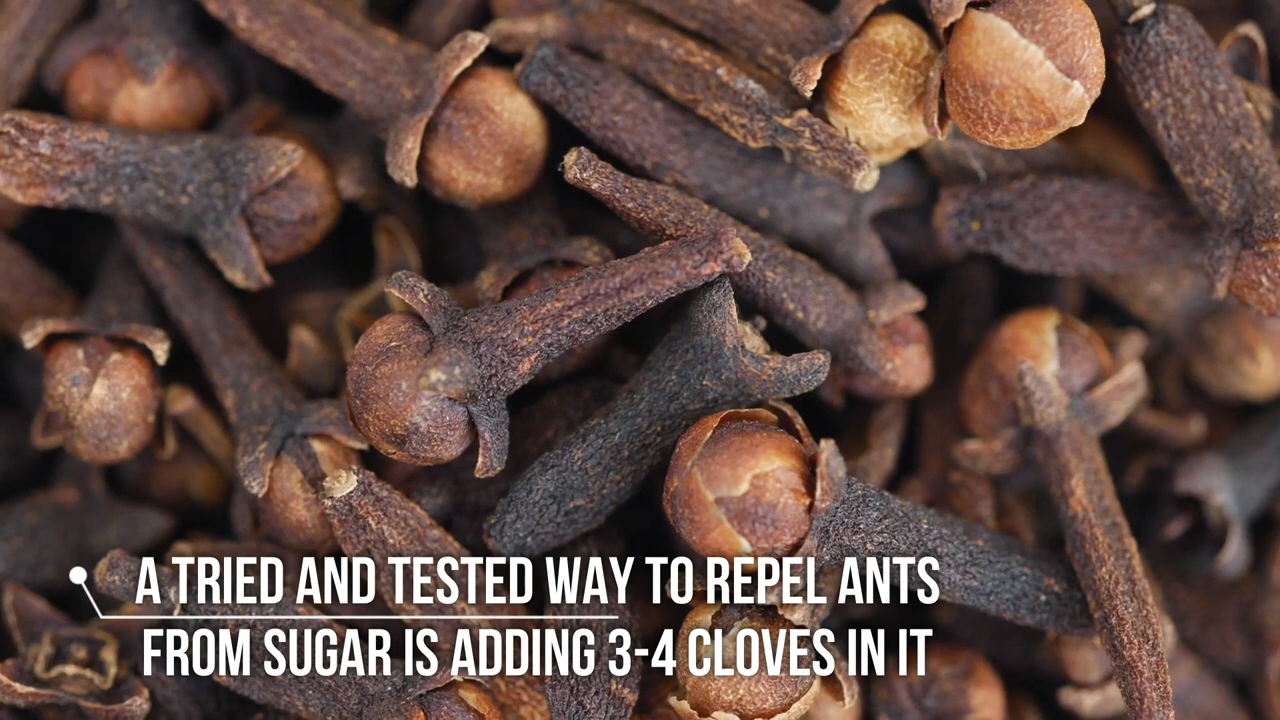 A TRIED AND TESTED WAY TO REPEL ANTS
FROM SUGAR IS ADDING 3-4 CLOVES IN IT